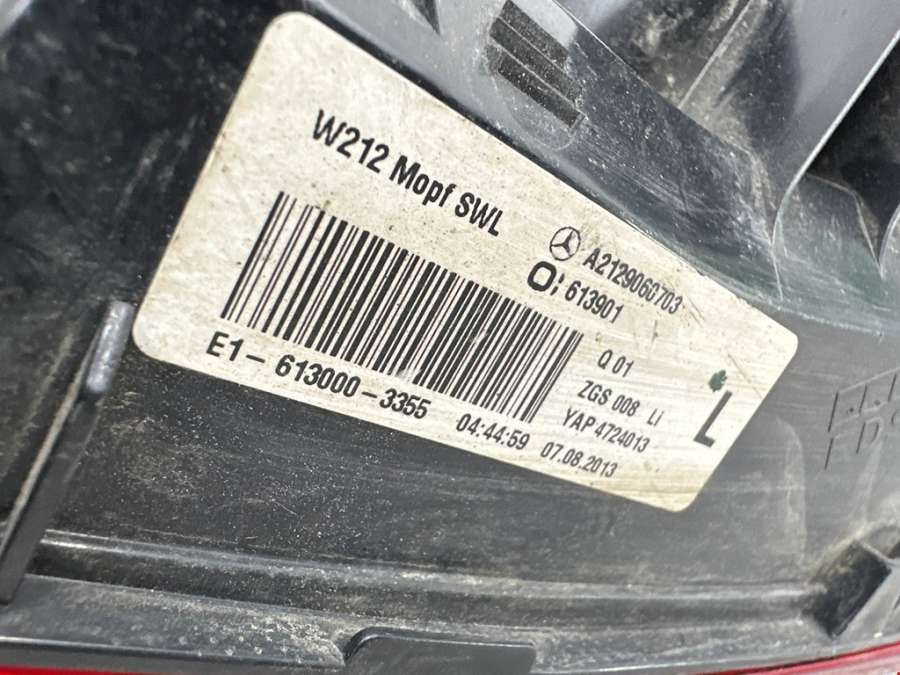 W212 Mopf SWL
A2129060703
O; 613901
Q 01
ZGS 008 Li
YAP 4724013
L
E1-613000-3355
04:44:59 07.08.2013